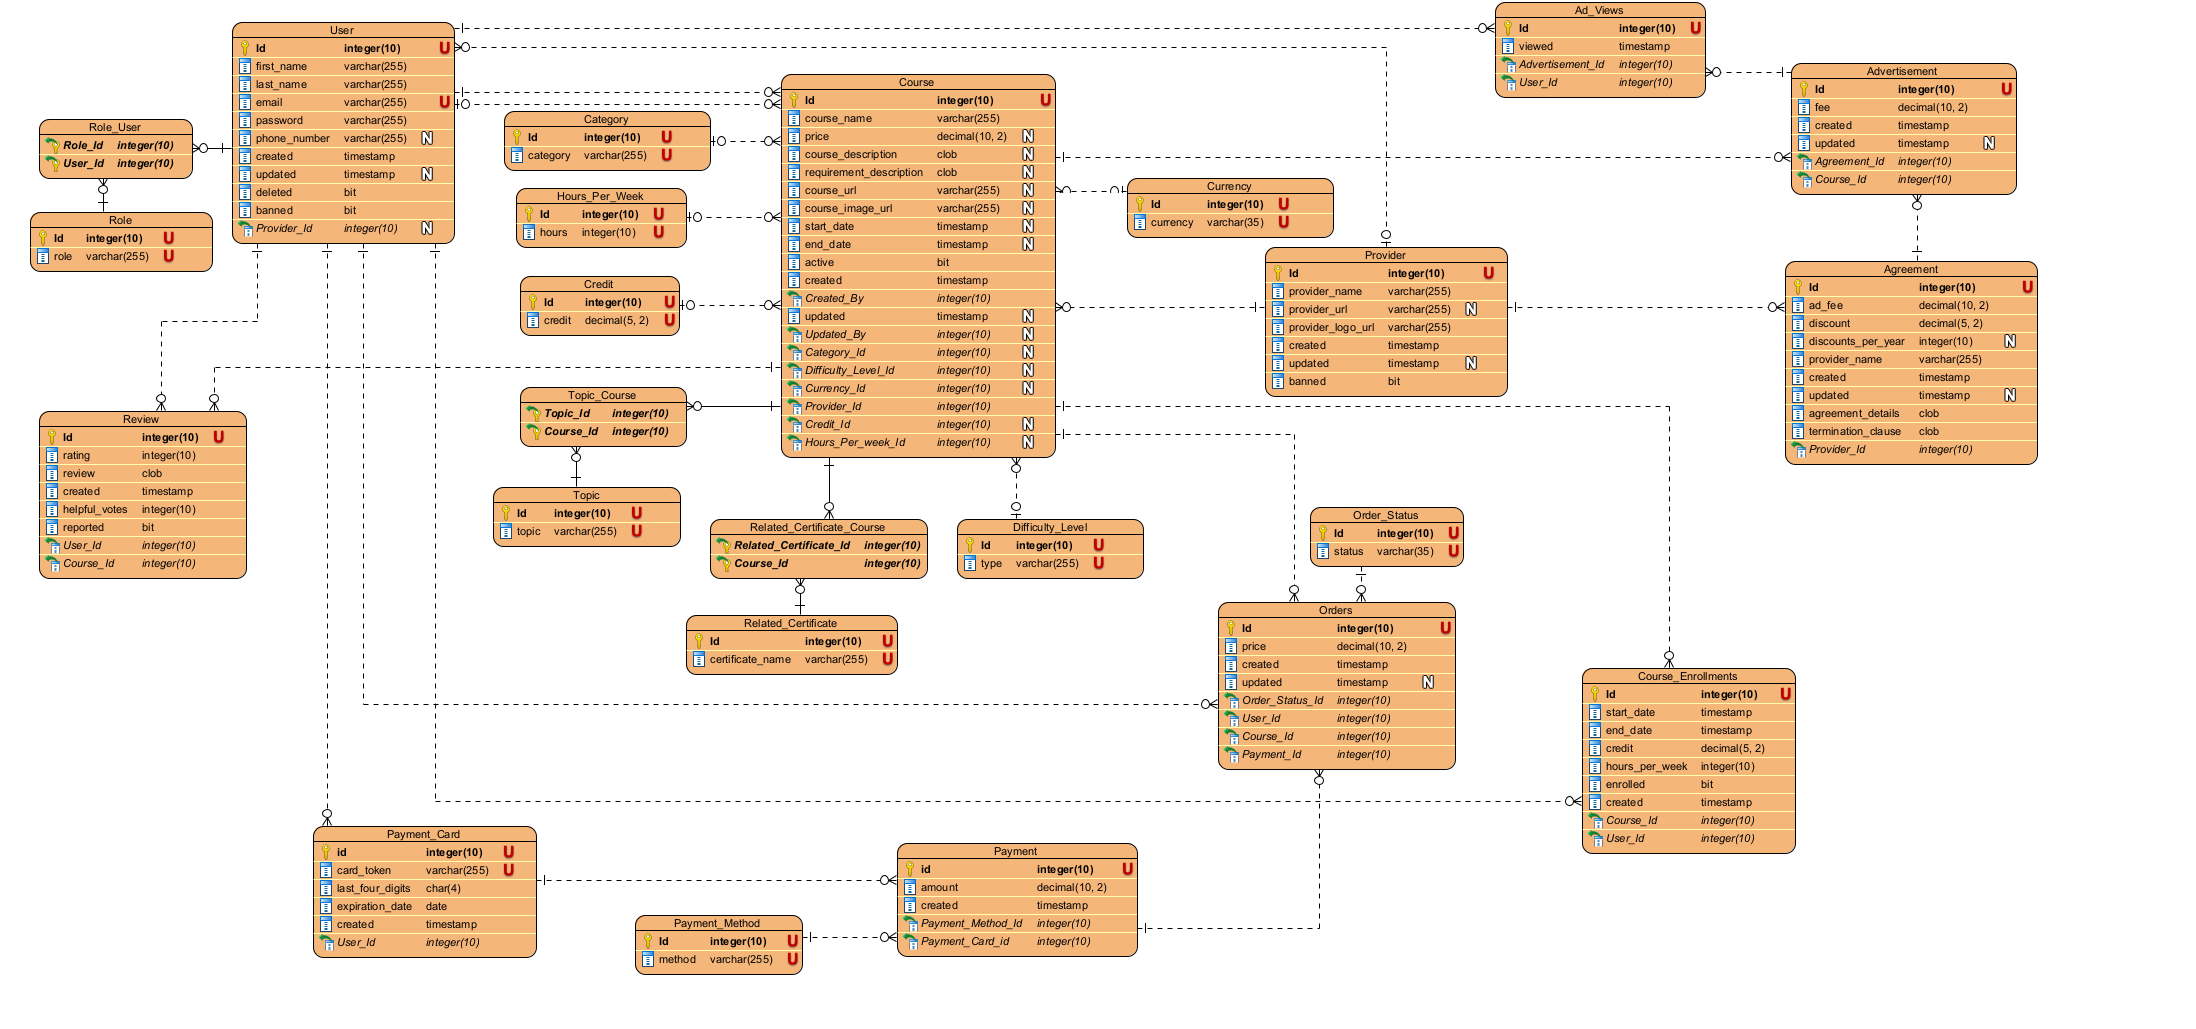 User
Id integer(10) U
first_name varchar(255)
last_name varchar(255)
email varchar(255) U
password varchar(255)
phone_number varchar(255) N
created timestamp
updated timestamp N
deleted bit
banned bit
Provider_Id integer(10) N
Role_User
Role_Id integer(10)
User_Id integer(10)
Role
Id integer(10) U
role varchar(255) U
Category
Id integer(10) U
category varchar(255) U
Hours_Per_Week
Id integer(10) U
hours integer(10) U
Credit
Id integer(10) U
credit decimal(5, 2) U
Course
Id integer(10) U
course_name varchar(255)
price decimal(10, 2) N
course_description clob N
requirement_description clob N
course_url varchar(255) N
course_image_url varchar(255) N
start_date timestamp N
end_date timestamp N
active bit
created timestamp
Created_By integer(10)
updated timestamp N
Updated_By integer(10) N
Category_Id integer(10) N
Difficulty_Level_Id integer(10) N
Currency_Id integer(10) N
Provider_Id integer(10)
Credit_Id integer(10) N
Hours_Per_week_Id integer(10) N
Ad_Views
Id integer(10) U
viewed timestamp
Advertisement_Id integer(10)
User_Id integer(10)
Advertisement
Id integer(10) U
fee decimal(10, 2)
created timestamp
updated timestamp N
Agreement_Id integer(10)
Course_Id integer(10)
Currency
Id integer(10) U
currency varchar(35) U
Provider
Id integer(10) U
provider_name varchar(255)
provider_url varchar(255) N
provider_logo_url varchar(255)
created timestamp
updated timestamp N
banned bit
Agreement
Id integer(10) U
ad_fee decimal(10, 2)
discount decimal(5, 2)
discounts_per_year integer(10) N
provider_name varchar(255)
created timestamp
updated timestamp N
agreement_details clob
termination_clause clob
Provider_Id integer(10)
Topic_Course
Topic_Id integer(10)
Course_Id integer(10)
Review
Id integer(10) U
rating integer(10)
review clob
created timestamp
helpful_votes integer(10)
reported bit
User_Id integer(10)
Course_Id integer(10)
Topic
Id integer(10) U
topic varchar(255) U
Related_Certificate_Course
Related_Certificate_Id integer(10)
Course_Id integer(10)
Difficulty_Level
Id integer(10) U
type varchar(255) U
Order_Status
Id integer(10) U
status varchar(35) U
Related_Certificate
Id integer(10) U
certificate_name varchar(255) U
Orders
Id integer(10) U
price decimal(10, 2)
created timestamp
updated timestamp N
Order_Status_Id integer(10)
User_Id integer(10)
Course_Id integer(10)
Payment_Id integer(10)
Course_Enrollments
Id integer(10) U
start_date timestamp
end_date timestamp
credit decimal(5, 2)
hours_per_week integer(10)
enrolled bit
created timestamp
Course_Id integer(10)
User_Id integer(10)
Payment_Card
id integer(10) U
card_token varchar(255) U
last_four_digits char(4)
expiration_date date
created timestamp
User_Id integer(10)
Payment
id integer(10) U
amount decimal(10, 2)
created timestamp
Payment_Method_Id integer(10)
Payment_Card_id integer(10)
Payment_Method
Id integer(10) U
method varchar(255) U